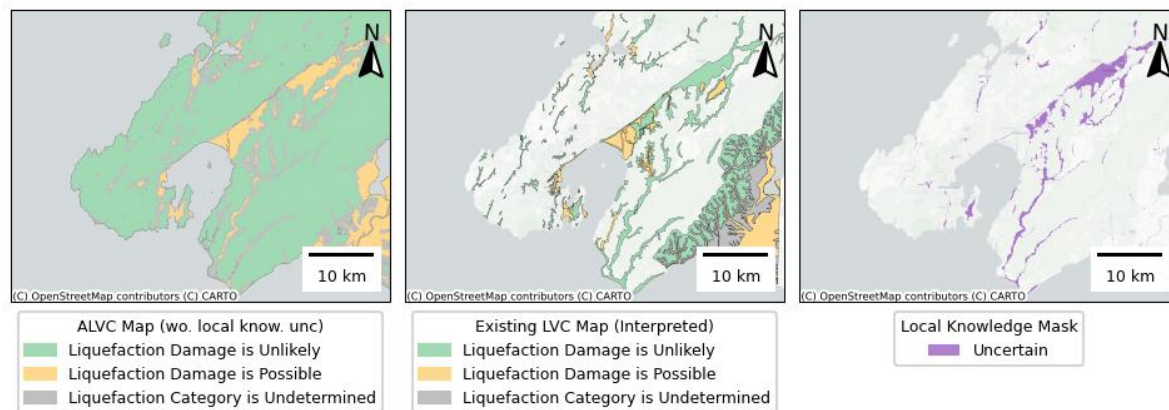 N
10 km
(C) OpenStreetMap contributors (C) CARTO
N
10 km
(C) OpenStreetMap contributors (C) CARTO
N
10 km
(C) OpenStreetMap contributors (C) CARTO
ALVC Map (wo. local know. unc)
Liquefaction Damage is Unlikely
Liquefaction Damage is Possible
Liquefaction Category is Undetermined
Existing LVC Map (Interpreted)
Liquefaction Damage is Unlikely
Liquefaction Damage is Possible
Liquefaction Category is Undetermined
Local Knowledge Mask
Uncertain